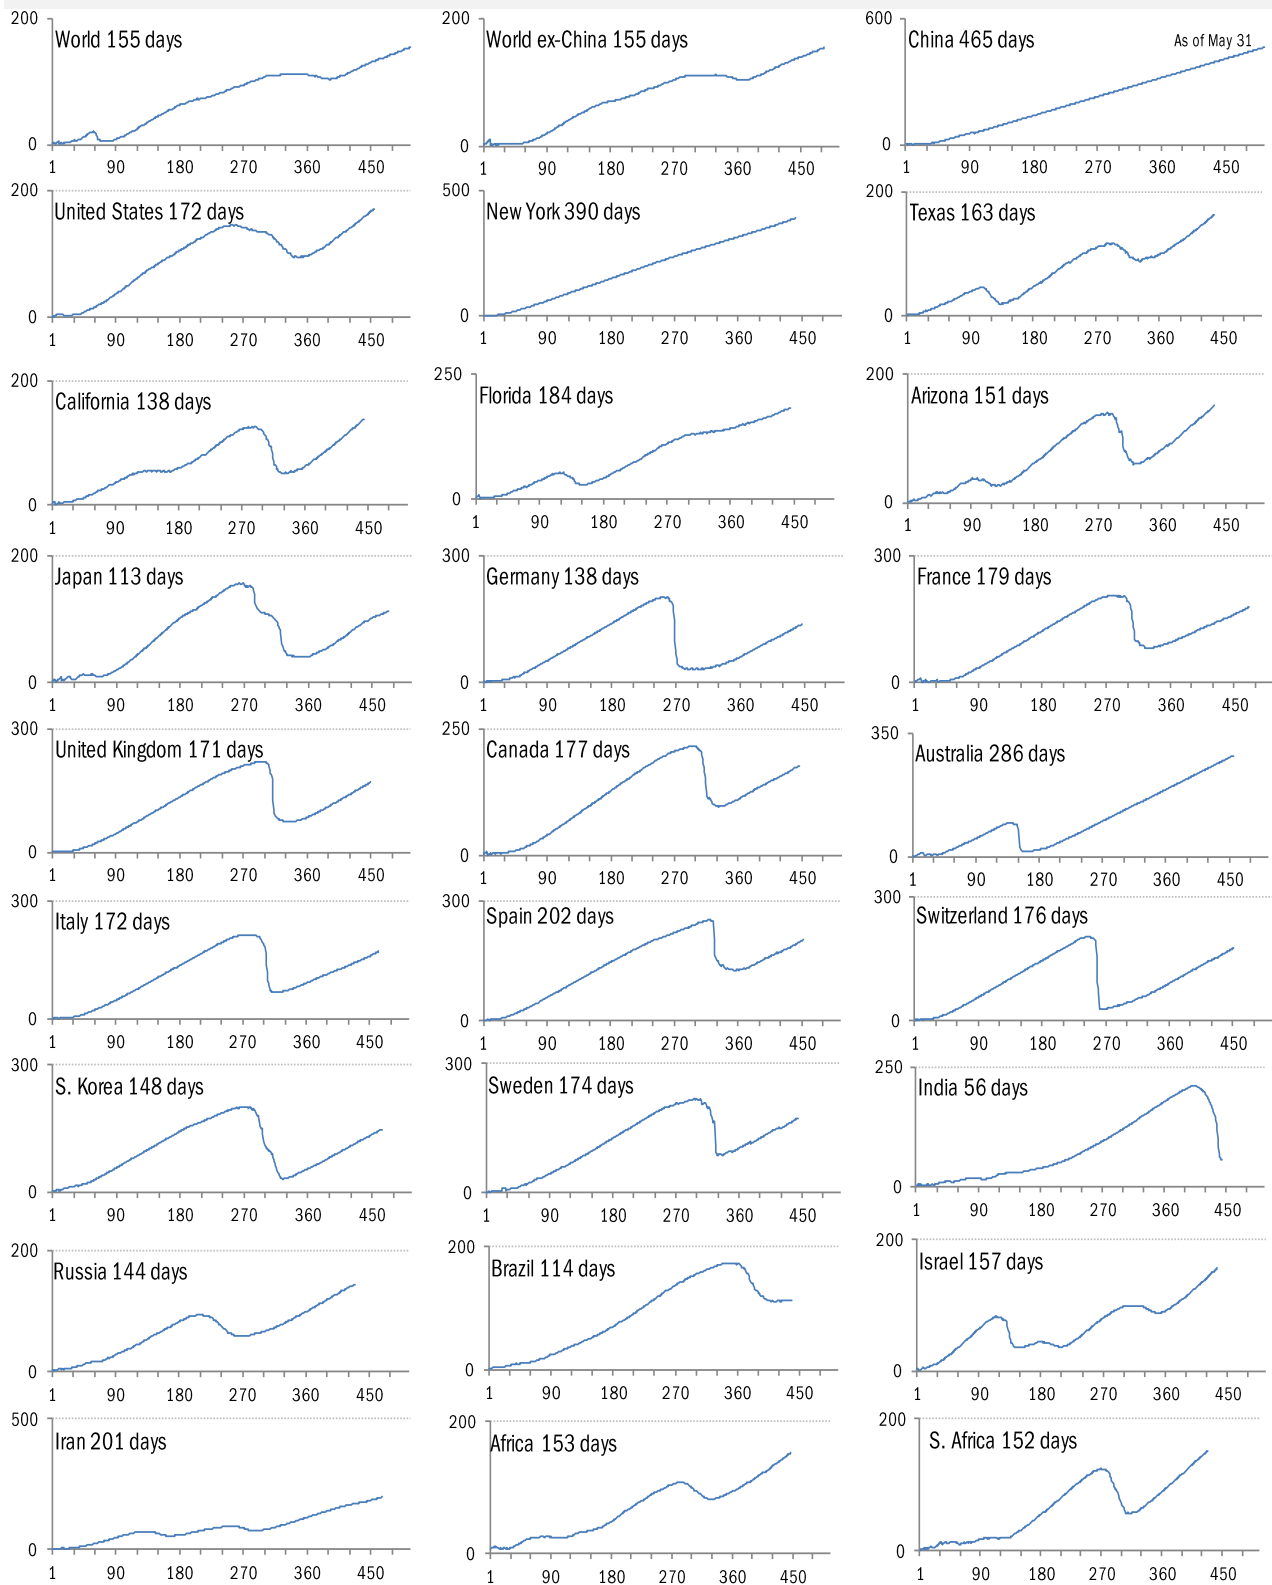 World 155 days
200
0
1 90 180 270 360 450
World ex-China 155 days
200
0
1 90 180 270 360 450
China 465 days
As of May 31
600
0
1 90 180 270 360 450
United States 172 days
200
0
1 90 180 270 360 450
New York 390 days
500
0
1 90 180 270 360 450
Texas 163 days
200
0
1 90 180 270 360 450
California 138 days
200
0
1 90 180 270 360 450
Florida 184 days
250
0
1 90 180 270 360 450
Arizona 151 days
200
0
1 90 180 270 360 450
Japan 113 days
200
0
1 90 180 270 360 450
Germany 138 days
300
0
1 90 180 270 360 450
France 179 days
300
0
1 90 180 270 360 450
United Kingdom 171 days
300
0
1 90 180 270 360 450
Canada 177 days
250
0
1 90 180 270 360 450
Australia 286 days
350
0
1 90 180 270 360 450
Italy 172 days
300
0
1 90 180 270 360 450
Spain 202 days
300
0
1 90 180 270 360 450
Switzerland 176 days
300
0
1 90 180 270 360 450
S. Korea 148 days
300
0
1 90 180 270 360 450
Sweden 174 days
300
0
1 90 180 270 360 450
India 56 days
250
0
1 90 180 270 360 450
Russia 144 days
200
0
1 90 180 270 360 450
Brazil 114 days
200
0
1 90 180 270 360 450
Israel 157 days
200
0
1 90 180 270 360 450
Iran 201 days
500
0
1 90 180 270 360 450
Africa 153 days
200
0
1 90 180 270 360 450
S. Africa 152 days
200
0
1 90 180 270 360 450